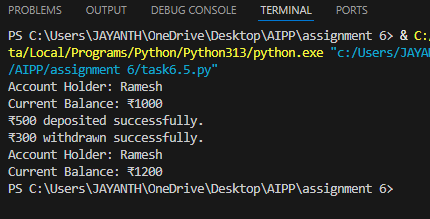 PROBLEMS OUTPUT DEBUG CONSOLE TERMINAL PORTS
PS C:\Users\JAYANTH\OneDrive\Desktop\AIPP\assignment 6> & C:/
ta/Local/Programs/Python/Python313/python.exe "c:/Users/JAYAN
/AIPP/assignment 6/task6.5.py"
Account Holder: Ramesh
Current Balance: ₹1000
₹500 deposited successfully.
₹300 withdrawn successfully.
Account Holder: Ramesh
Current Balance: ₹1200
PS C:\Users\JAYANTH\OneDrive\Desktop\AIPP\assignment 6>